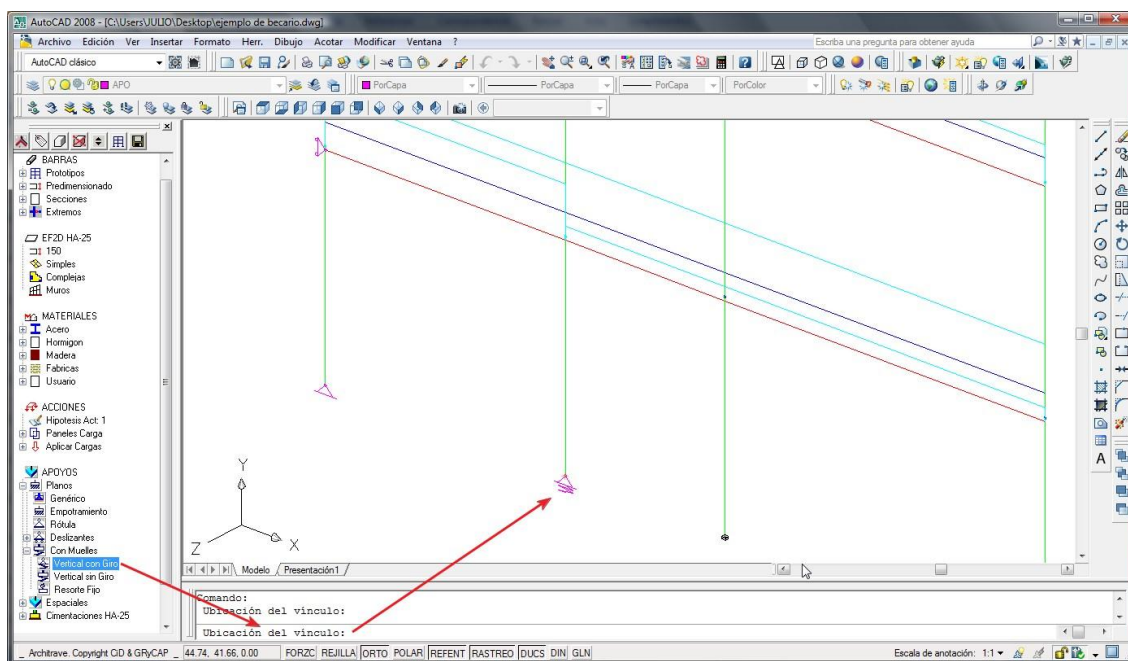 AutoCAD 2008 - [C:\Users\JULIO\Desktop\ejemplo de becario.dwg]
Archivo Edición Ver Insertar Formato Herr. Dibujo Acotar Modificar Ventana ?
Escriba una pregunta para obtener ayuda
AutoCAD clásico
APO
PorCapa
PorCapa
PorCapa
PorColor
BARRAS
Prototipos
Predimensionado
Secciones
Extremos
EF2D HA-25
150
Simples
Complejas
Muros
MATERIALES
Acero
Hormigon
Madera
Fabricas
Usuario
ACCIONES
Hipotesis Act: 1
Paneles Carga
Aplicar Cargas
APOYOS
Planos
Genérico
Empotramiento
Rótula
Deslizantes
Con Muelles
Vertical con Giro
Vertical sin Giro
Resorte Fijo
Espaciales
Cimentaciones HA-25
Y
Z
X
A
Modelo
Presentación1
Comando:
Ubicación del vínculo:
Ubicación del vínculo:
_ Architrave. Copyright CiD & GRyCAP _
44.74, 41.66, 0.00
FORZC REJILLA ORTO POLAR REFENT RASTREO DUCS DIN GLN
Escala de anotación: 1:1